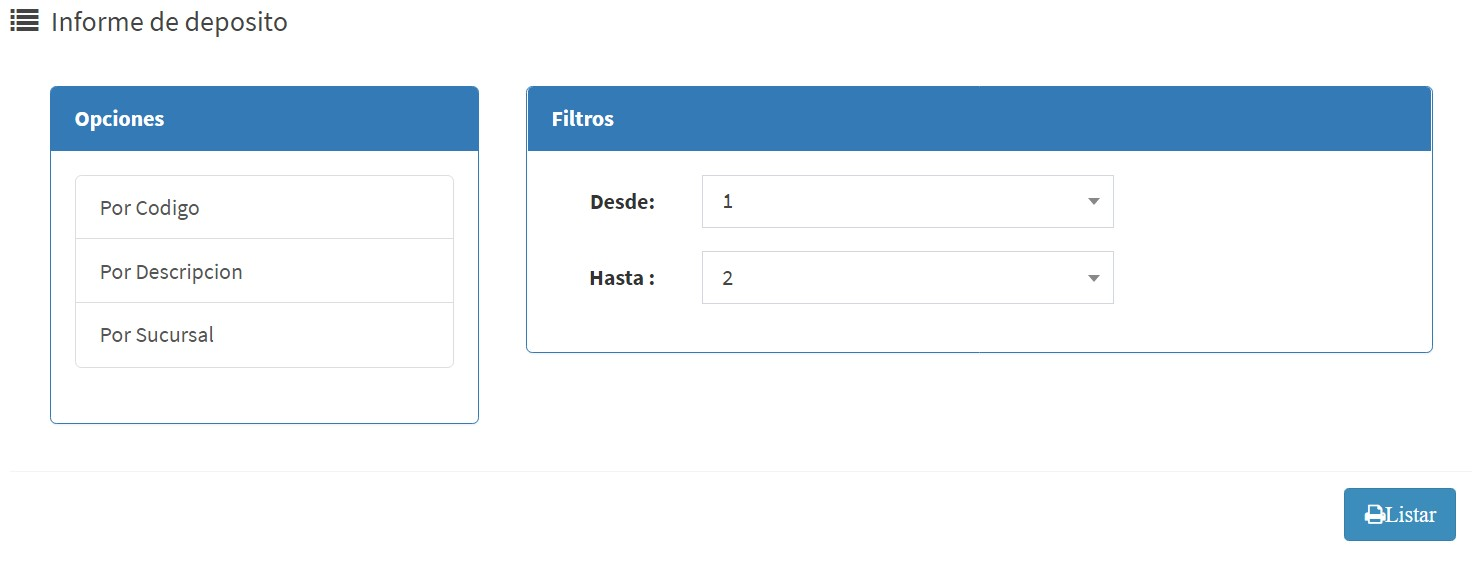 Informe de deposito
Opciones
Por Codigo
Por Descripcion
Por Sucursal
Filtros
Desde: 1
Hasta : 2
Listar